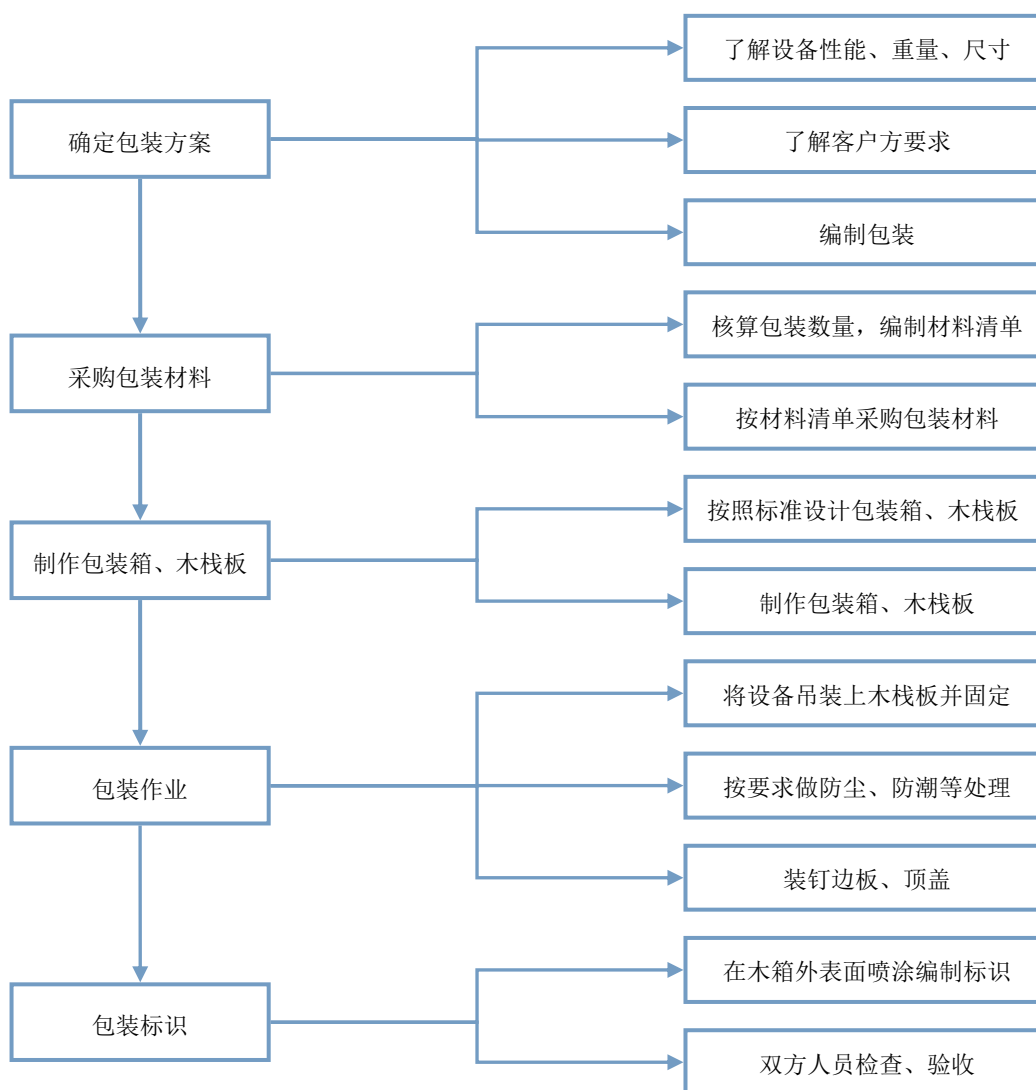 确定包装方案
了解设备性能、重量、尺寸
了解客户方要求
编制包装
采购包装材料
核算包装数量，编制材料清单
按材料清单采购包装材料
制作包装箱、木栈板
按照标准设计包装箱、木栈板
制作包装箱、木栈板
包装作业
将设备吊装上木栈板并固定
按要求做防尘、防潮等处理
装钉边板、顶盖
包装标识
在木箱外表面喷涂编制标识
双方人员检查、验收